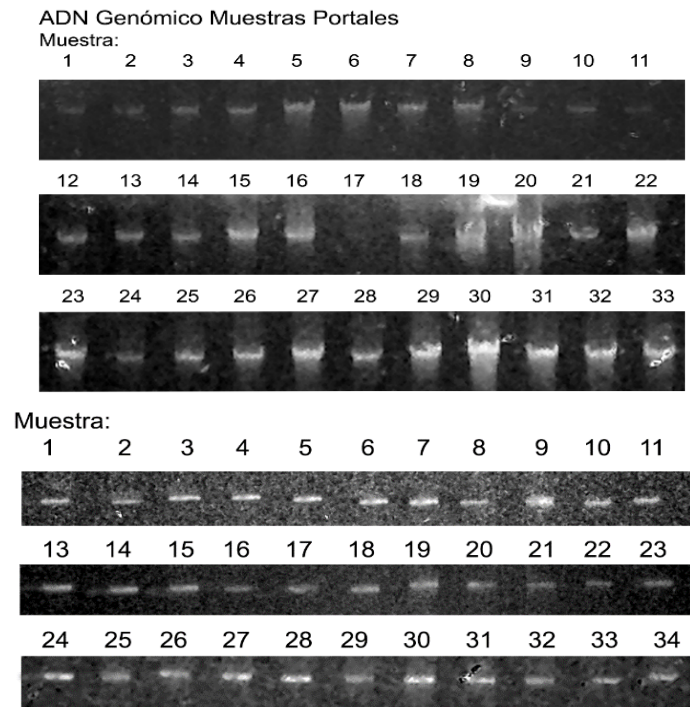 ADN Genómico Muestras Portales
Muestra:
1 2 3 4 5 6 7 8 9 10 11
12 13 14 15 16 17 18 19 20 21 22
23 24 25 26 27 28 29 30 31 32 33
Muestra:
1 2 3 4 5 6 7 8 9 10 11
13 14 15 16 17 18 19 20 21 22 23
24 25 26 27 28 29 30 31 32 33 34